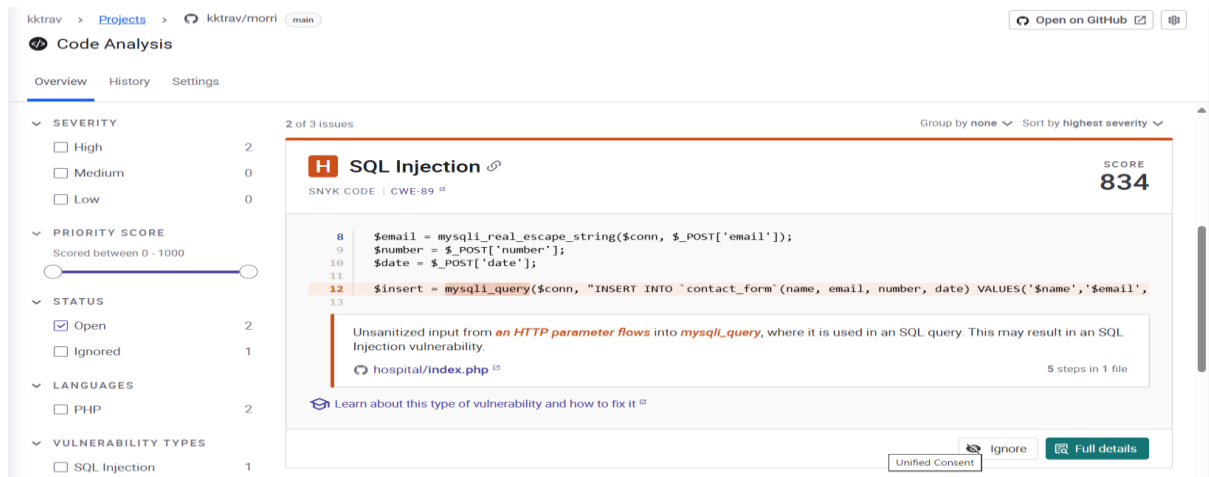 kktrav > Projects > kktrav/morri main
Open on GitHub
Code Analysis
Overview History Settings
SEVERITY
High 2
Medium 0
Low 0
PRIORITY SCORE
Scored between 0 - 1000
STATUS
Open 2
Ignored 1
LANGUAGES
PHP 2
VULNERABILITY TYPES
SQL Injection 1
2 of 3 issues
Group by none Sort by highest severity
H SQL Injection
SNYK CODE | CWE-89
SCORE
834
8 $email = mysqli_real_escape_string($conn, $_POST['email']);
9 $number = $_POST['number'];
10 $date = $_POST['date'];
11
12 $insert = mysqli_query($conn, "INSERT INTO `contact_form`(name, email, number, date) VALUES('$name','$email',
13
Unsanitized input from an HTTP parameter flows into mysqli_query, where it is used in an SQL query. This may result in an SQL
Injection vulnerability.
hospital/index.php
5 steps in 1 file
Learn about this type of vulnerability and how to fix it
Ignore
Full details
Unified Consent